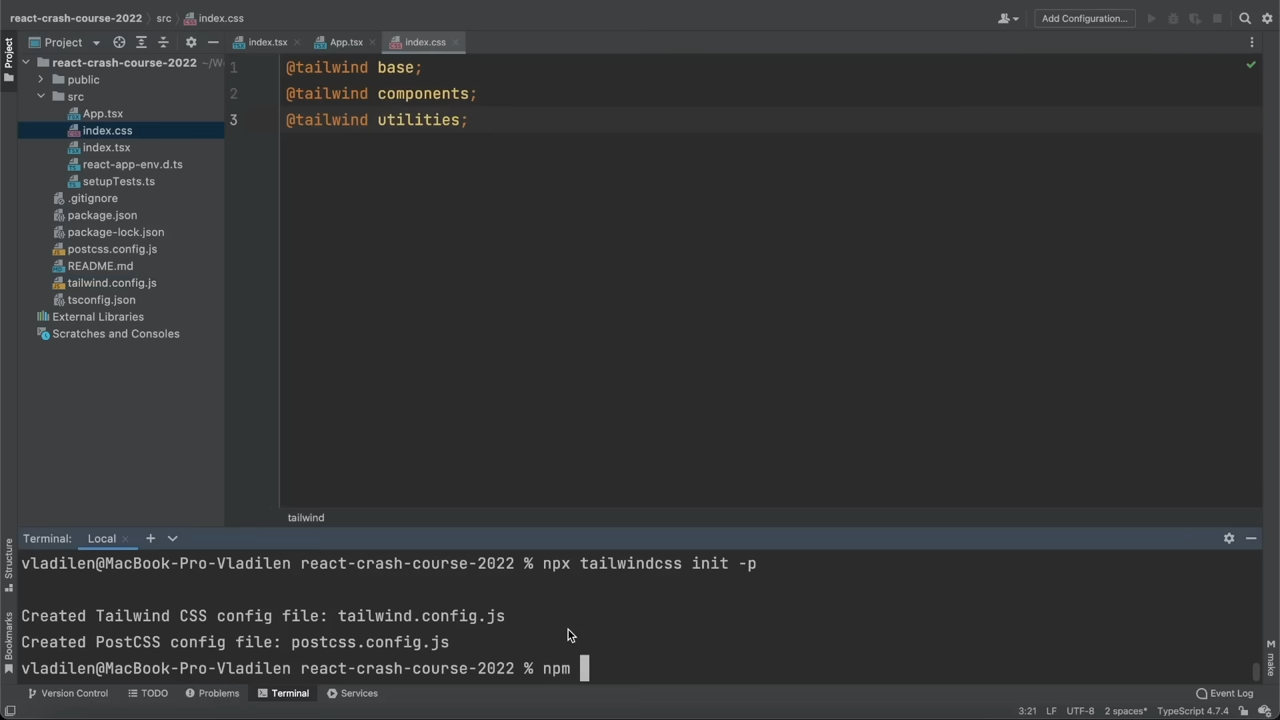 react-crash-course-2022 src index.css
Add Configuration...
Project
Project
index.tsx
App.tsx
index.css
react-crash-course-2022 ~/W
public
src
App.tsx
index.css
index.tsx
react-app-env.d.ts
setupTests.ts
.gitignore
package.json
package-lock.json
postcss.config.js
README.md
tailwind.config.js
tsconfig.json
External Libraries
Scratches and Consoles
1 @tailwind base;
2 @tailwind components;
3 @tailwind utilities;
tailwind
Structure
Bookmarks
Terminal: Local
vladilen@MacBook-Pro-Vladilen react-crash-course-2022 % npx tailwindcss init -p
Created Tailwind CSS config file: tailwind.config.js
Created PostCSS config file: postcss.config.js
vladilen@MacBook-Pro-Vladilen react-crash-course-2022 % npm
M make
Version Control TODO Problems Terminal Services Event Log
3:21 LF UTF-8 2 spaces* TypeScript 4.7.4